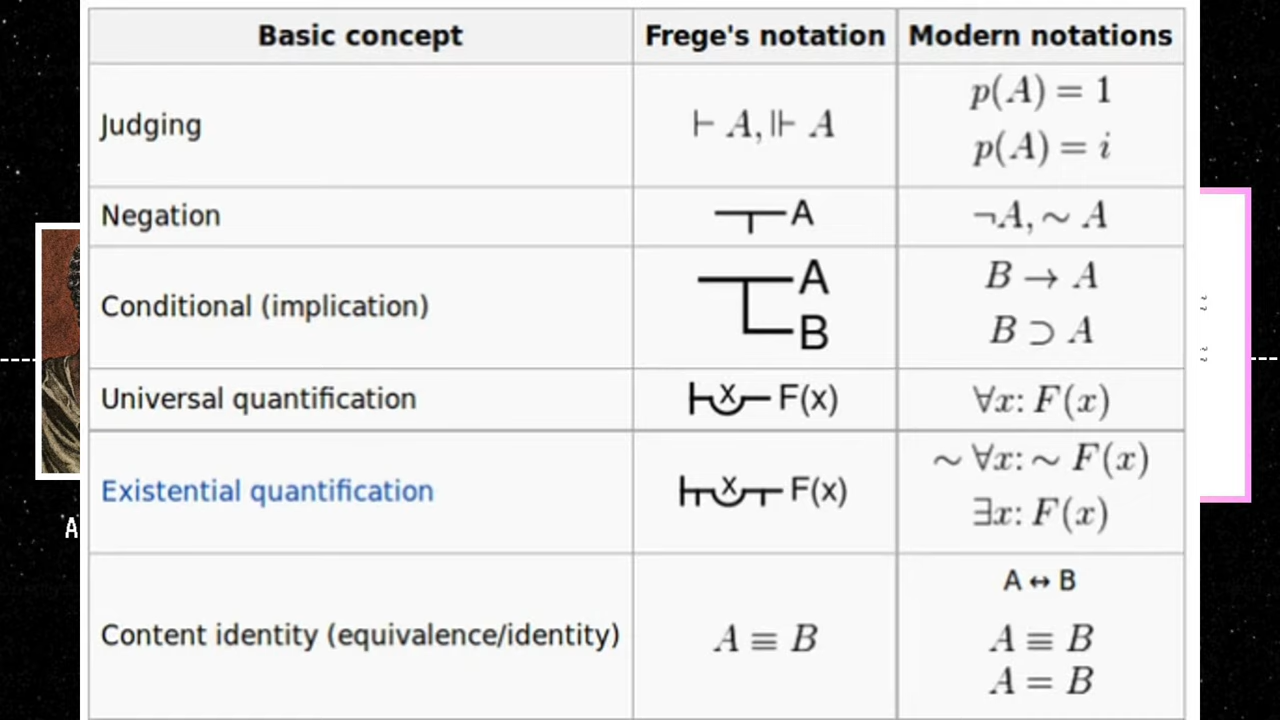 Basic concept Frege's notation Modern notations
Judging ⊢ A, ⊪ A p(A) = 1
p(A) = i
Negation A ¬A, ∼ A
Conditional (implication) A B → A
B B ⊃ A
Universal quantification x F(x) ∀x: F(x)
Existential quantification x F(x) ∼ ∀x: ∼ F(x)
∃x: F(x)
A
Content identity (equivalence/identity) A ≡ B A ↔ B
A ≡ B
A = B